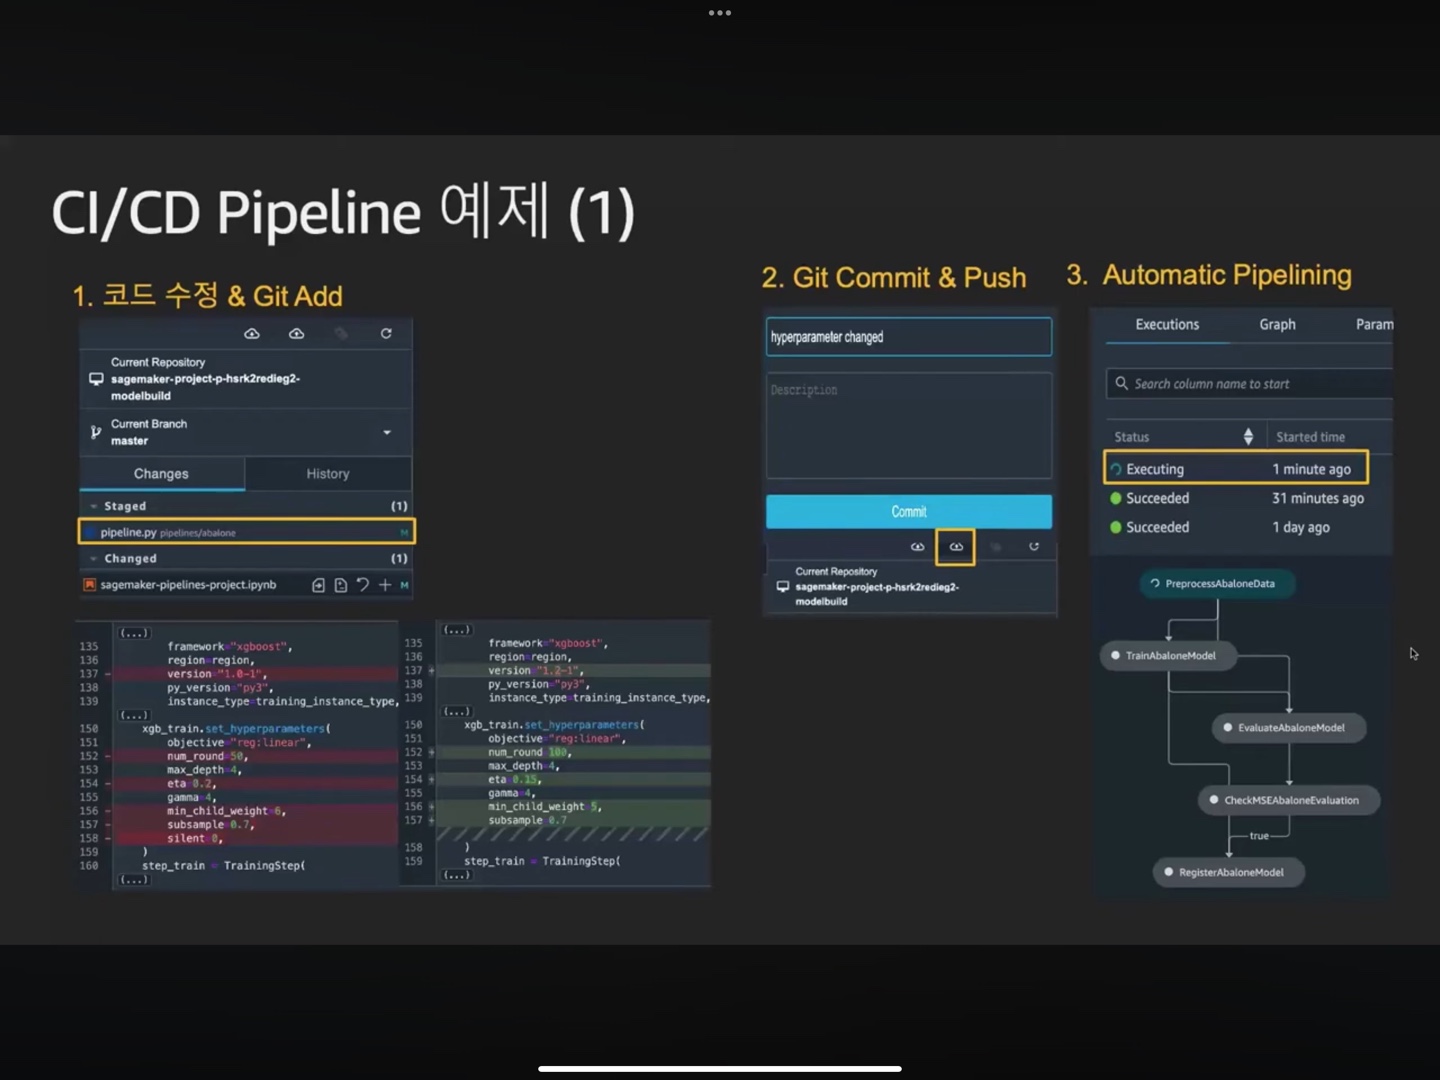 CI/CD Pipeline 예제 (1)
1. 코드 수정 & Git Add
Current Repository
sagemaker-project-p-hsrk2redieg2-
modelbuild
Current Branch
master
Changes
History
Staged (1)
pipeline.py pipelines/abalone M
Changed (1)
sagemaker-pipelines-project.ipynb M
(...)
135 framework="xgboost",
136 region=region,
137 - version="1.0-1",
138 py_version="py3",
139 instance_type=training_instance_type,
(...)
150 xgb_train.set_hyperparameters(
151 objective="reg:linear",
152 - num_round=50,
153 max_depth=4,
154 - eta=0.2,
155 gamma=4,
156 - min_child_weight=6,
157 - subsample=0.7,
158 - silent=0,
159 )
160 step_train = TrainingStep(
(...)
(...)
135 framework="xgboost",
136 region=region,
137 + version="1.2-1",
138 py_version="py3",
139 instance_type=training_instance_type,
(...)
150 xgb_train.set_hyperparameters(
151 objective="reg:linear",
152 + num_round=100,
153 max_depth=4,
154 + eta=0.15,
155 gamma=4,
156 + min_child_weight=5,
157 + subsample=0.7
158 )
159 step_train = TrainingStep(
(...)
2. Git Commit & Push
hyperparameter changed
Description
Commit
Current Repository
sagemaker-project-p-hsrk2redieg2-
modelbuild
3. Automatic Pipelining
Executions Graph Param
Search column name to start
Status Started time
Executing 1 minute ago
Succeeded 31 minutes ago
Succeeded 1 day ago
PreprocessAbaloneData
TrainAbaloneModel
EvaluateAbaloneModel
CheckMSEAbaloneEvaluation
true
RegisterAbaloneModel